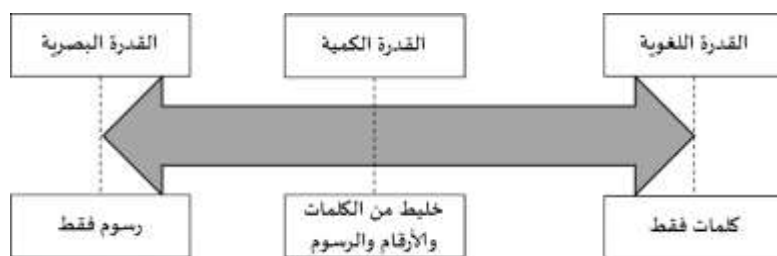 القدرة اللغوية
القدرة الكمية
القدرة البصرية
كلمات فقط
خليط من الكلمات
والأرقام والرسوم
رسوم فقط